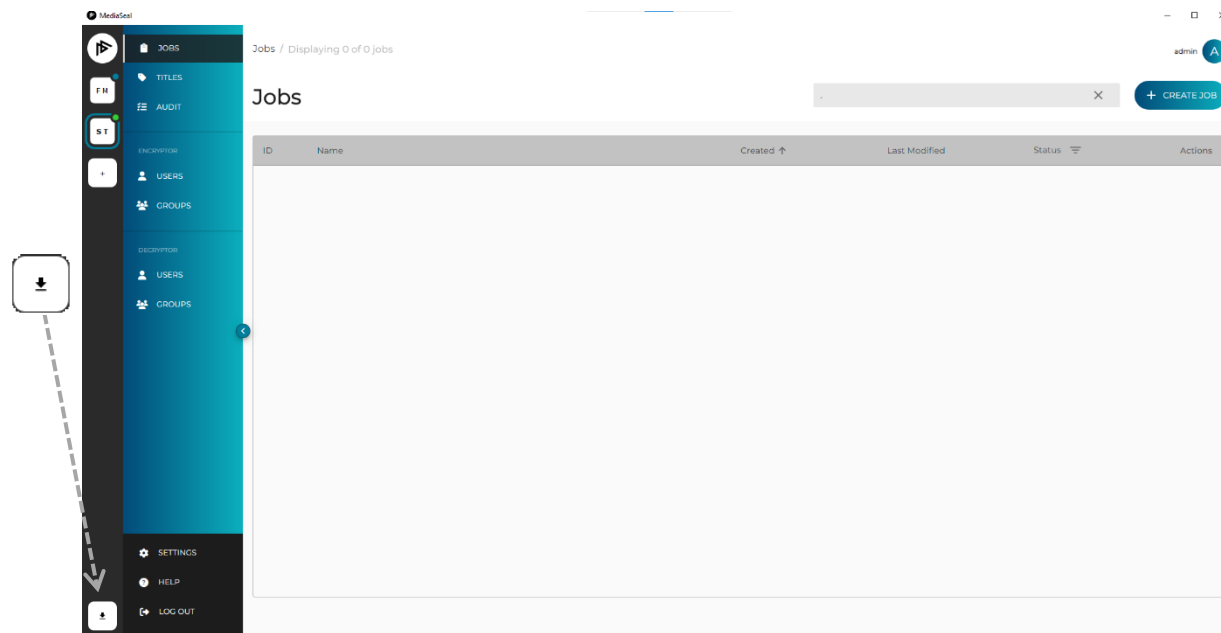 MediaSeal
JOBS
TITLES
AUDIT
ENCRYPTOR
USERS
GROUPS
DECRYPTOR
USERS
GROUPS
SETTINGS
HELP
LOG OUT
FH
ST
+
Jobs / Displaying 0 of 0 jobs
admin A
Jobs
+ CREATE JOB
ID Name Created Last Modified Status Actions